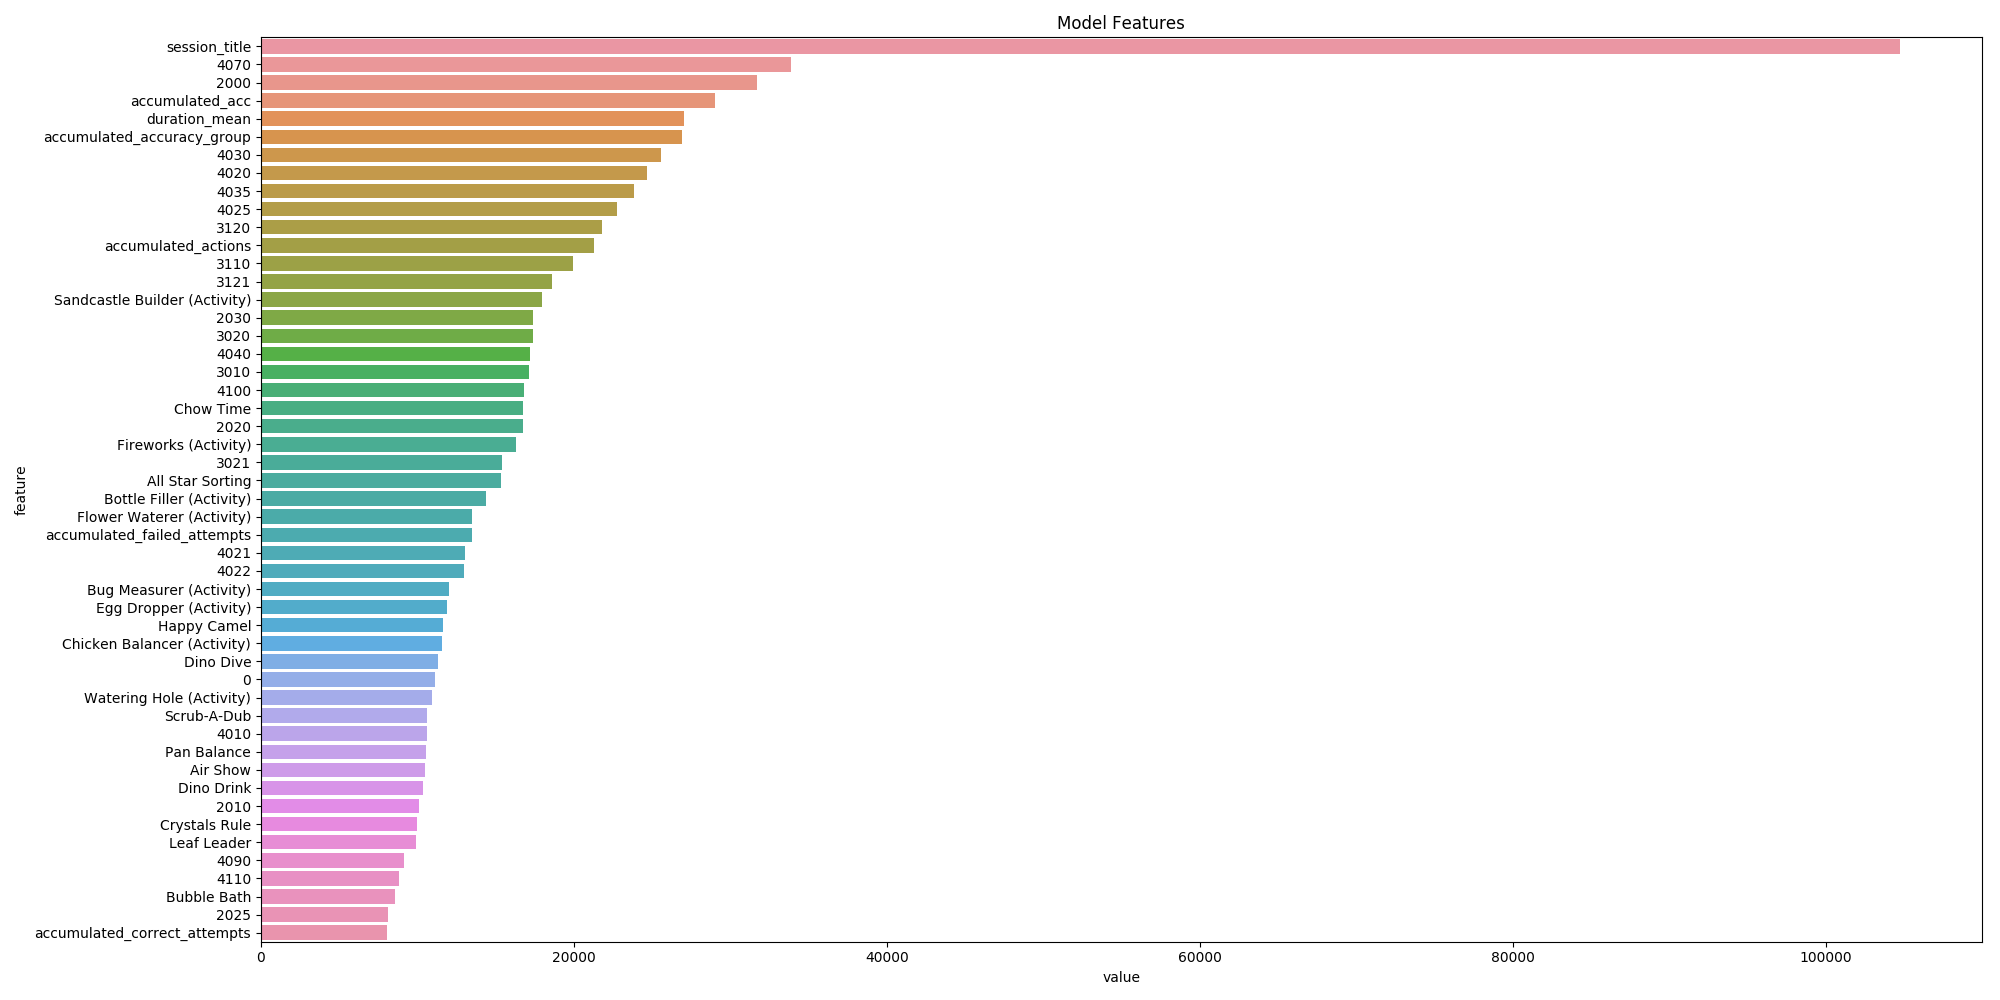 Model Features
session_title
4070
2000
accumulated_acc
duration_mean
accumulated_accuracy_group
4030
4020
4035
4025
3120
accumulated_actions
3110
3121
Sandcastle Builder (Activity)
2030
3020
4040
3010
4100
Chow Time
2020
Fireworks (Activity)
3021
All Star Sorting
Bottle Filler (Activity)
Flower Waterer (Activity)
accumulated_failed_attempts
4021
4022
Bug Measurer (Activity)
Egg Dropper (Activity)
Happy Camel
Chicken Balancer (Activity)
Dino Dive
0
Watering Hole (Activity)
Scrub-A-Dub
4010
Pan Balance
Air Show
Dino Drink
2010
Crystals Rule
Leaf Leader
4090
4110
Bubble Bath
2025
accumulated_correct_attempts
feature
0 20000 40000 60000 80000 100000
value